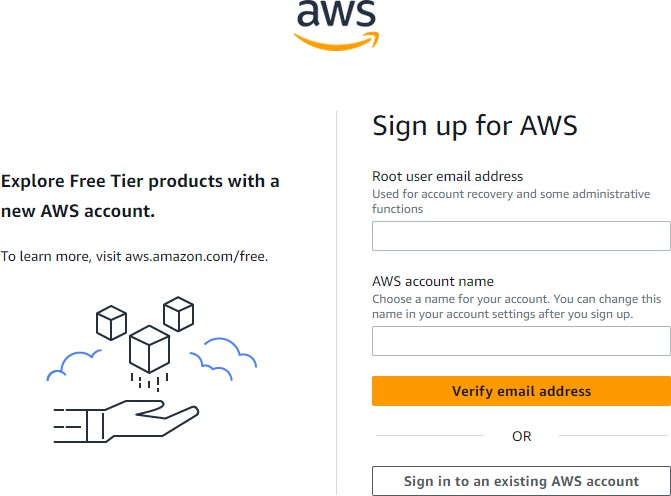 aws
Explore Free Tier products with a
new AWS account.
To learn more, visit aws.amazon.com/free.
Sign up for AWS
Root user email address
Used for account recovery and some administrative
functions
AWS account name
Choose a name for your account. You can change this
name in your account settings after you sign up.
Verify email address
OR
Sign in to an existing AWS account